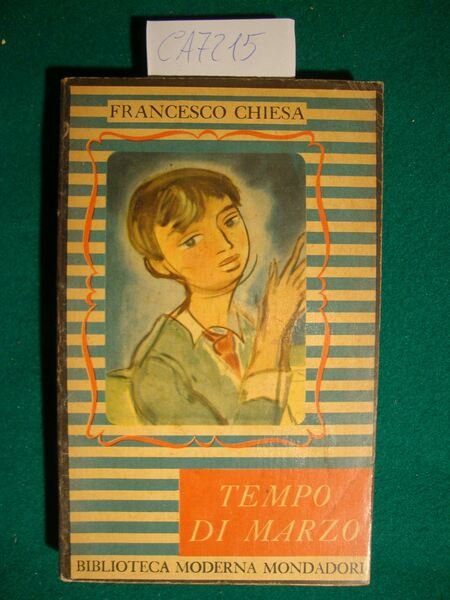 CA7215
FRANCESCO CHIESA
TEMPO
DI MARZO
BIBLIOTECA MODERNA MONDADORI